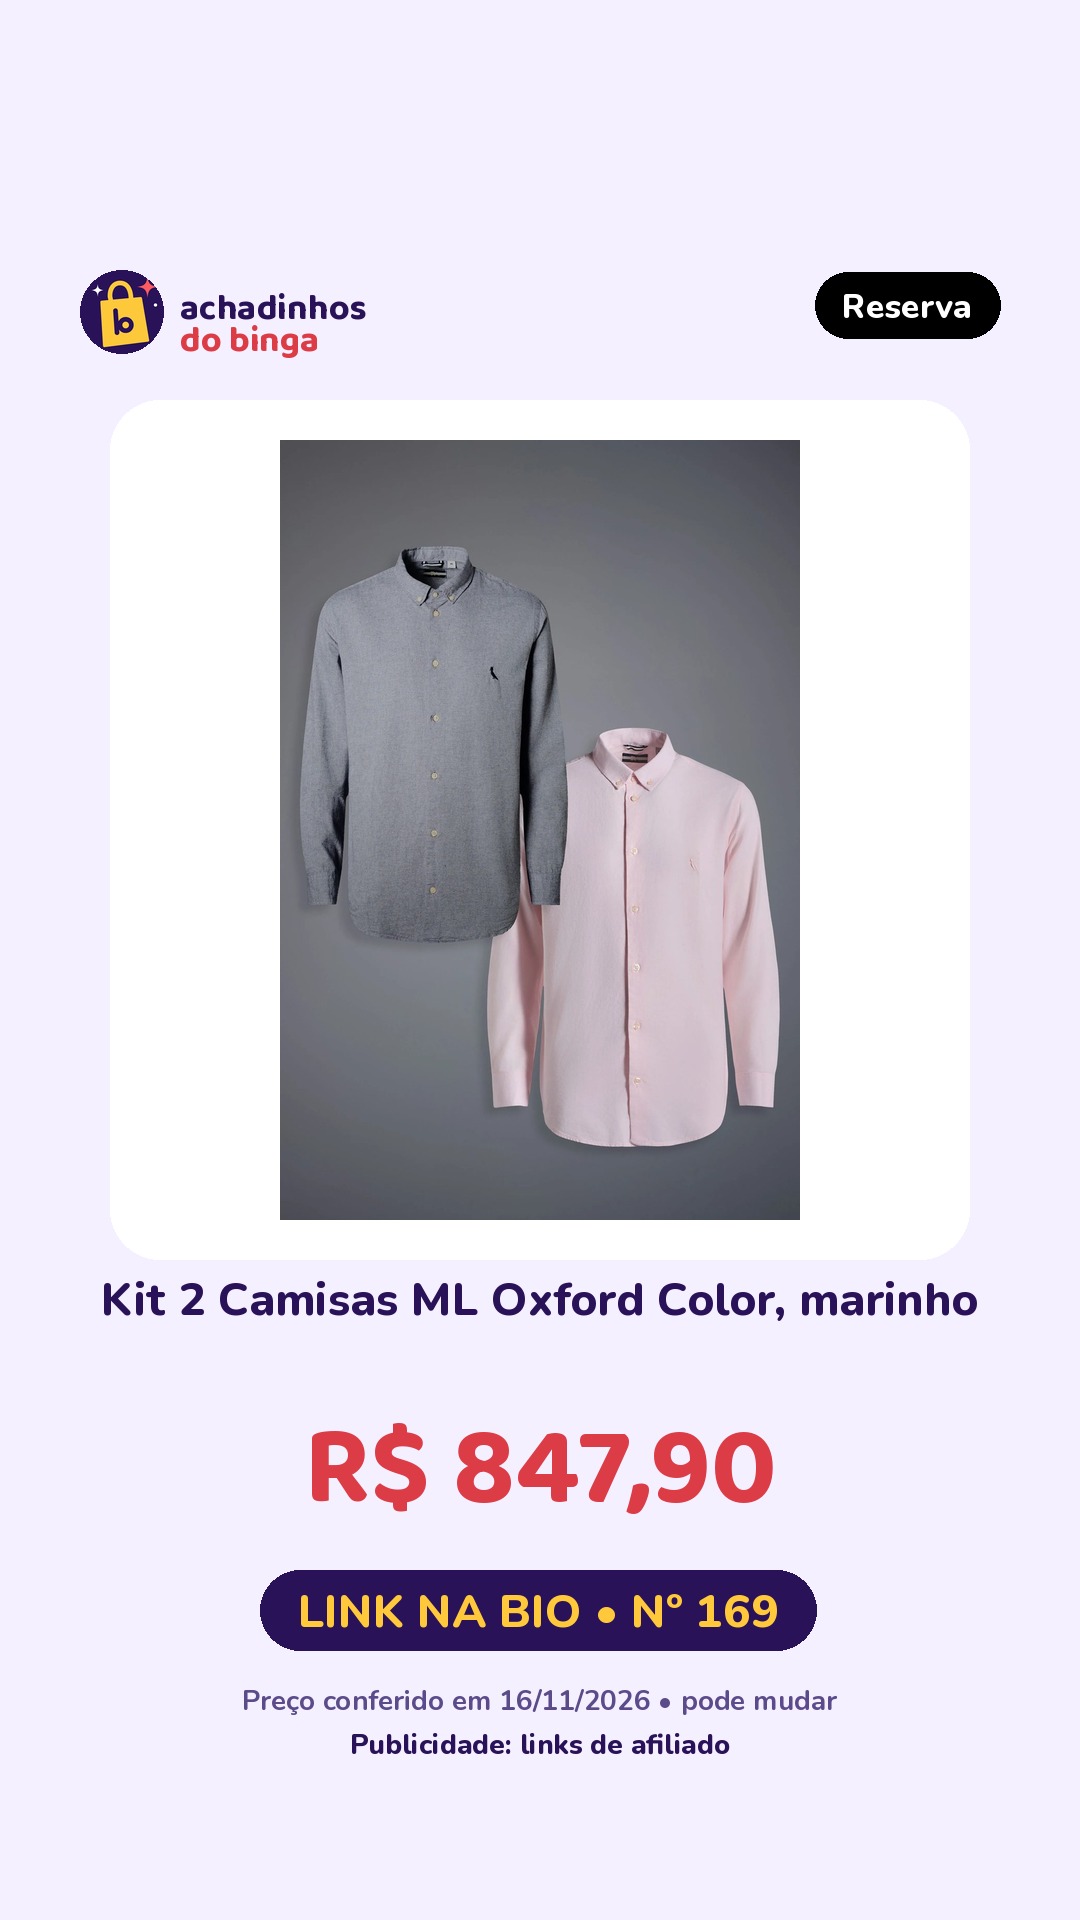 achadinhos
do binga
Reserva
Kit 2 Camisas ML Oxford Color, marinho
R$ 847,90
LINK NA BIO • Nº 169
Preço conferido em 16/11/2026 • pode mudar
Publicidade: links de afiliado